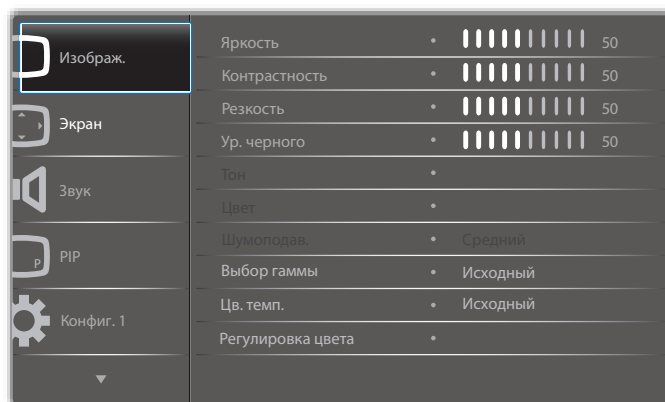 Изображ.
Экран
Звук
P
PIP
Конфиг. 1
Яркость • 50
Контрастность • 50
Резкость • 50
Ур. черного • 50
Тон •
Цвет •
Шумоподав. • Средний
Выбор гаммы • Исходный
Цв. темп. • Исходный
Регулировка цвета •